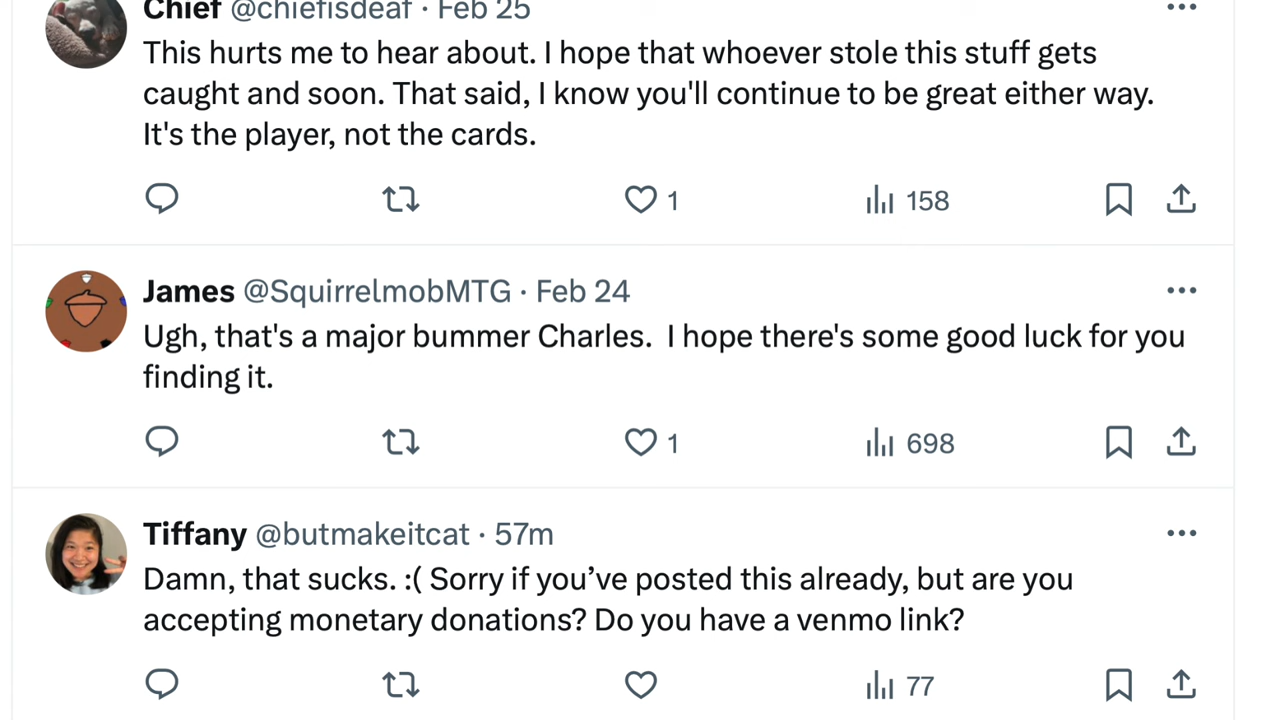 Chief @chiefisdeaf · Feb 25
This hurts me to hear about. I hope that whoever stole this stuff gets
caught and soon. That said, I know you'll continue to be great either way.
It's the player, not the cards.
1 158
James @SquirrelmobMTG · Feb 24
Ugh, that's a major bummer Charles.  I hope there's some good luck for you
finding it.
1 698
Tiffany @butmakeitcat · 57m
Damn, that sucks. :( Sorry if you’ve posted this already, but are you
accepting monetary donations? Do you have a venmo link?
77